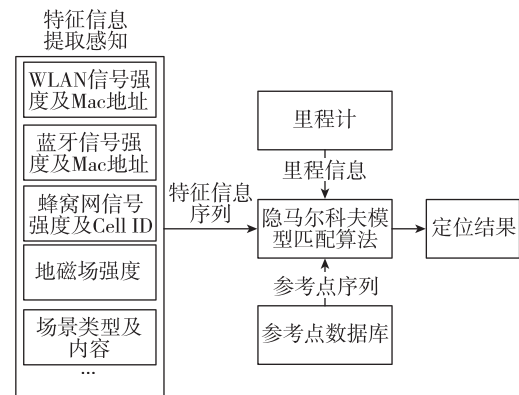 特征信息
提取感知
WLAN信号强
度及Mac地址
蓝牙信号强
度及Mac地址
蜂窝网信号
强度及Cell ID
地磁场强度
场景类型及
内容
...
特征信息
序列
里程计
里程信息
隐马尔科夫模
型匹配算法
参考点序列
参考点数据库
定位结果